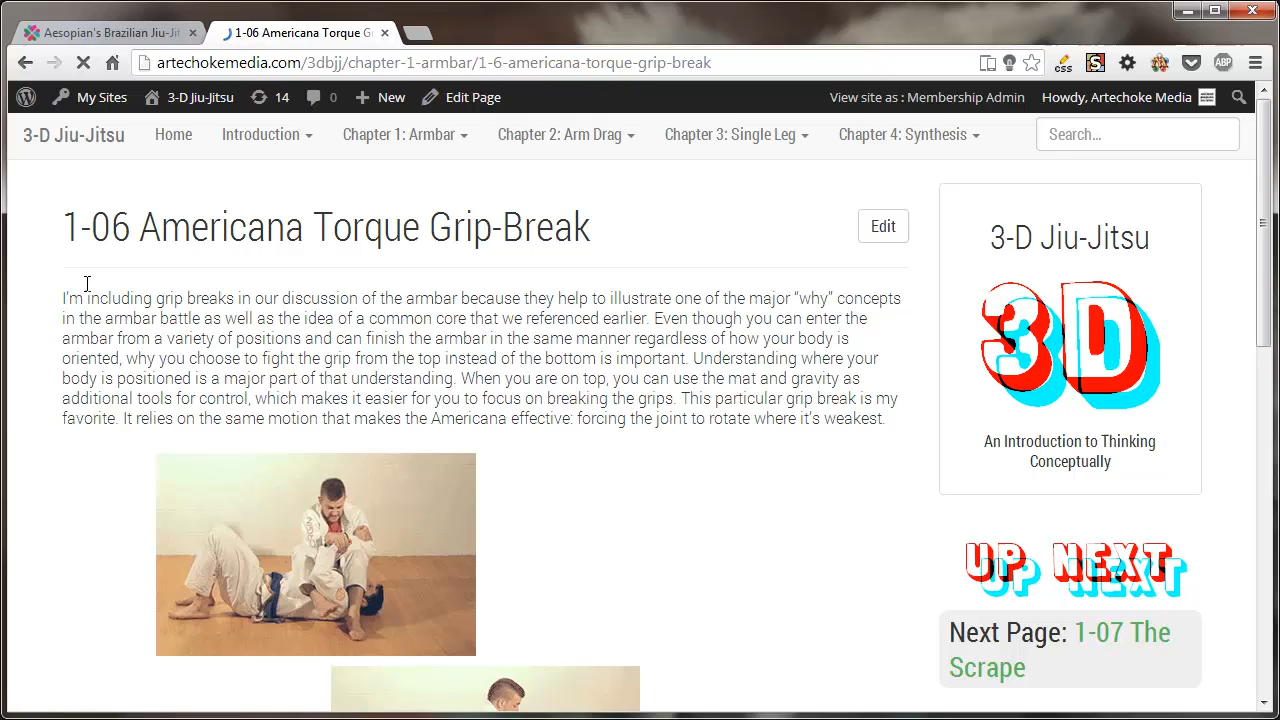 Aesopian's Brazilian Jiu-Jit
1-06 Americana Torque Gr
artechokemedia.com/3dbjj/chapter-1-armbar/1-6-americana-torque-grip-break
css
ABP
My Sites
3-D Jiu-Jitsu
14
0
New
Edit Page
View site as : Membership Admin
Howdy, Artechoke Media
3-D Jiu-Jitsu
Home
Introduction
Chapter 1: Armbar
Chapter 2: Arm Drag
Chapter 3: Single Leg
Chapter 4: Synthesis
Search...
1-06 Americana Torque Grip-Break
Edit
I'm including grip breaks in our discussion of the armbar because they help to illustrate one of the major “why” concepts
in the armbar battle as well as the idea of a common core that we referenced earlier. Even though you can enter the
armbar from a variety of positions and still finish the armbar in the same manner regardless of how your body is
oriented, why you choose to fight the grip from the top instead of the bottom is important. Understanding where your
body is positioned is a major part of that understanding. When you are on top, you can use the mat and gravity as
additional tools for control, which makes it easier for you to focus on breaking the grips. This particular grip break is my
favorite. It relies on the same motion that makes the Americana effective: forcing the joint to rotate where it's weakest.
3-D Jiu-Jitsu
3D
An Introduction to Thinking
Conceptually
UP NEXT
Next Page: 1-07 The
Scrape